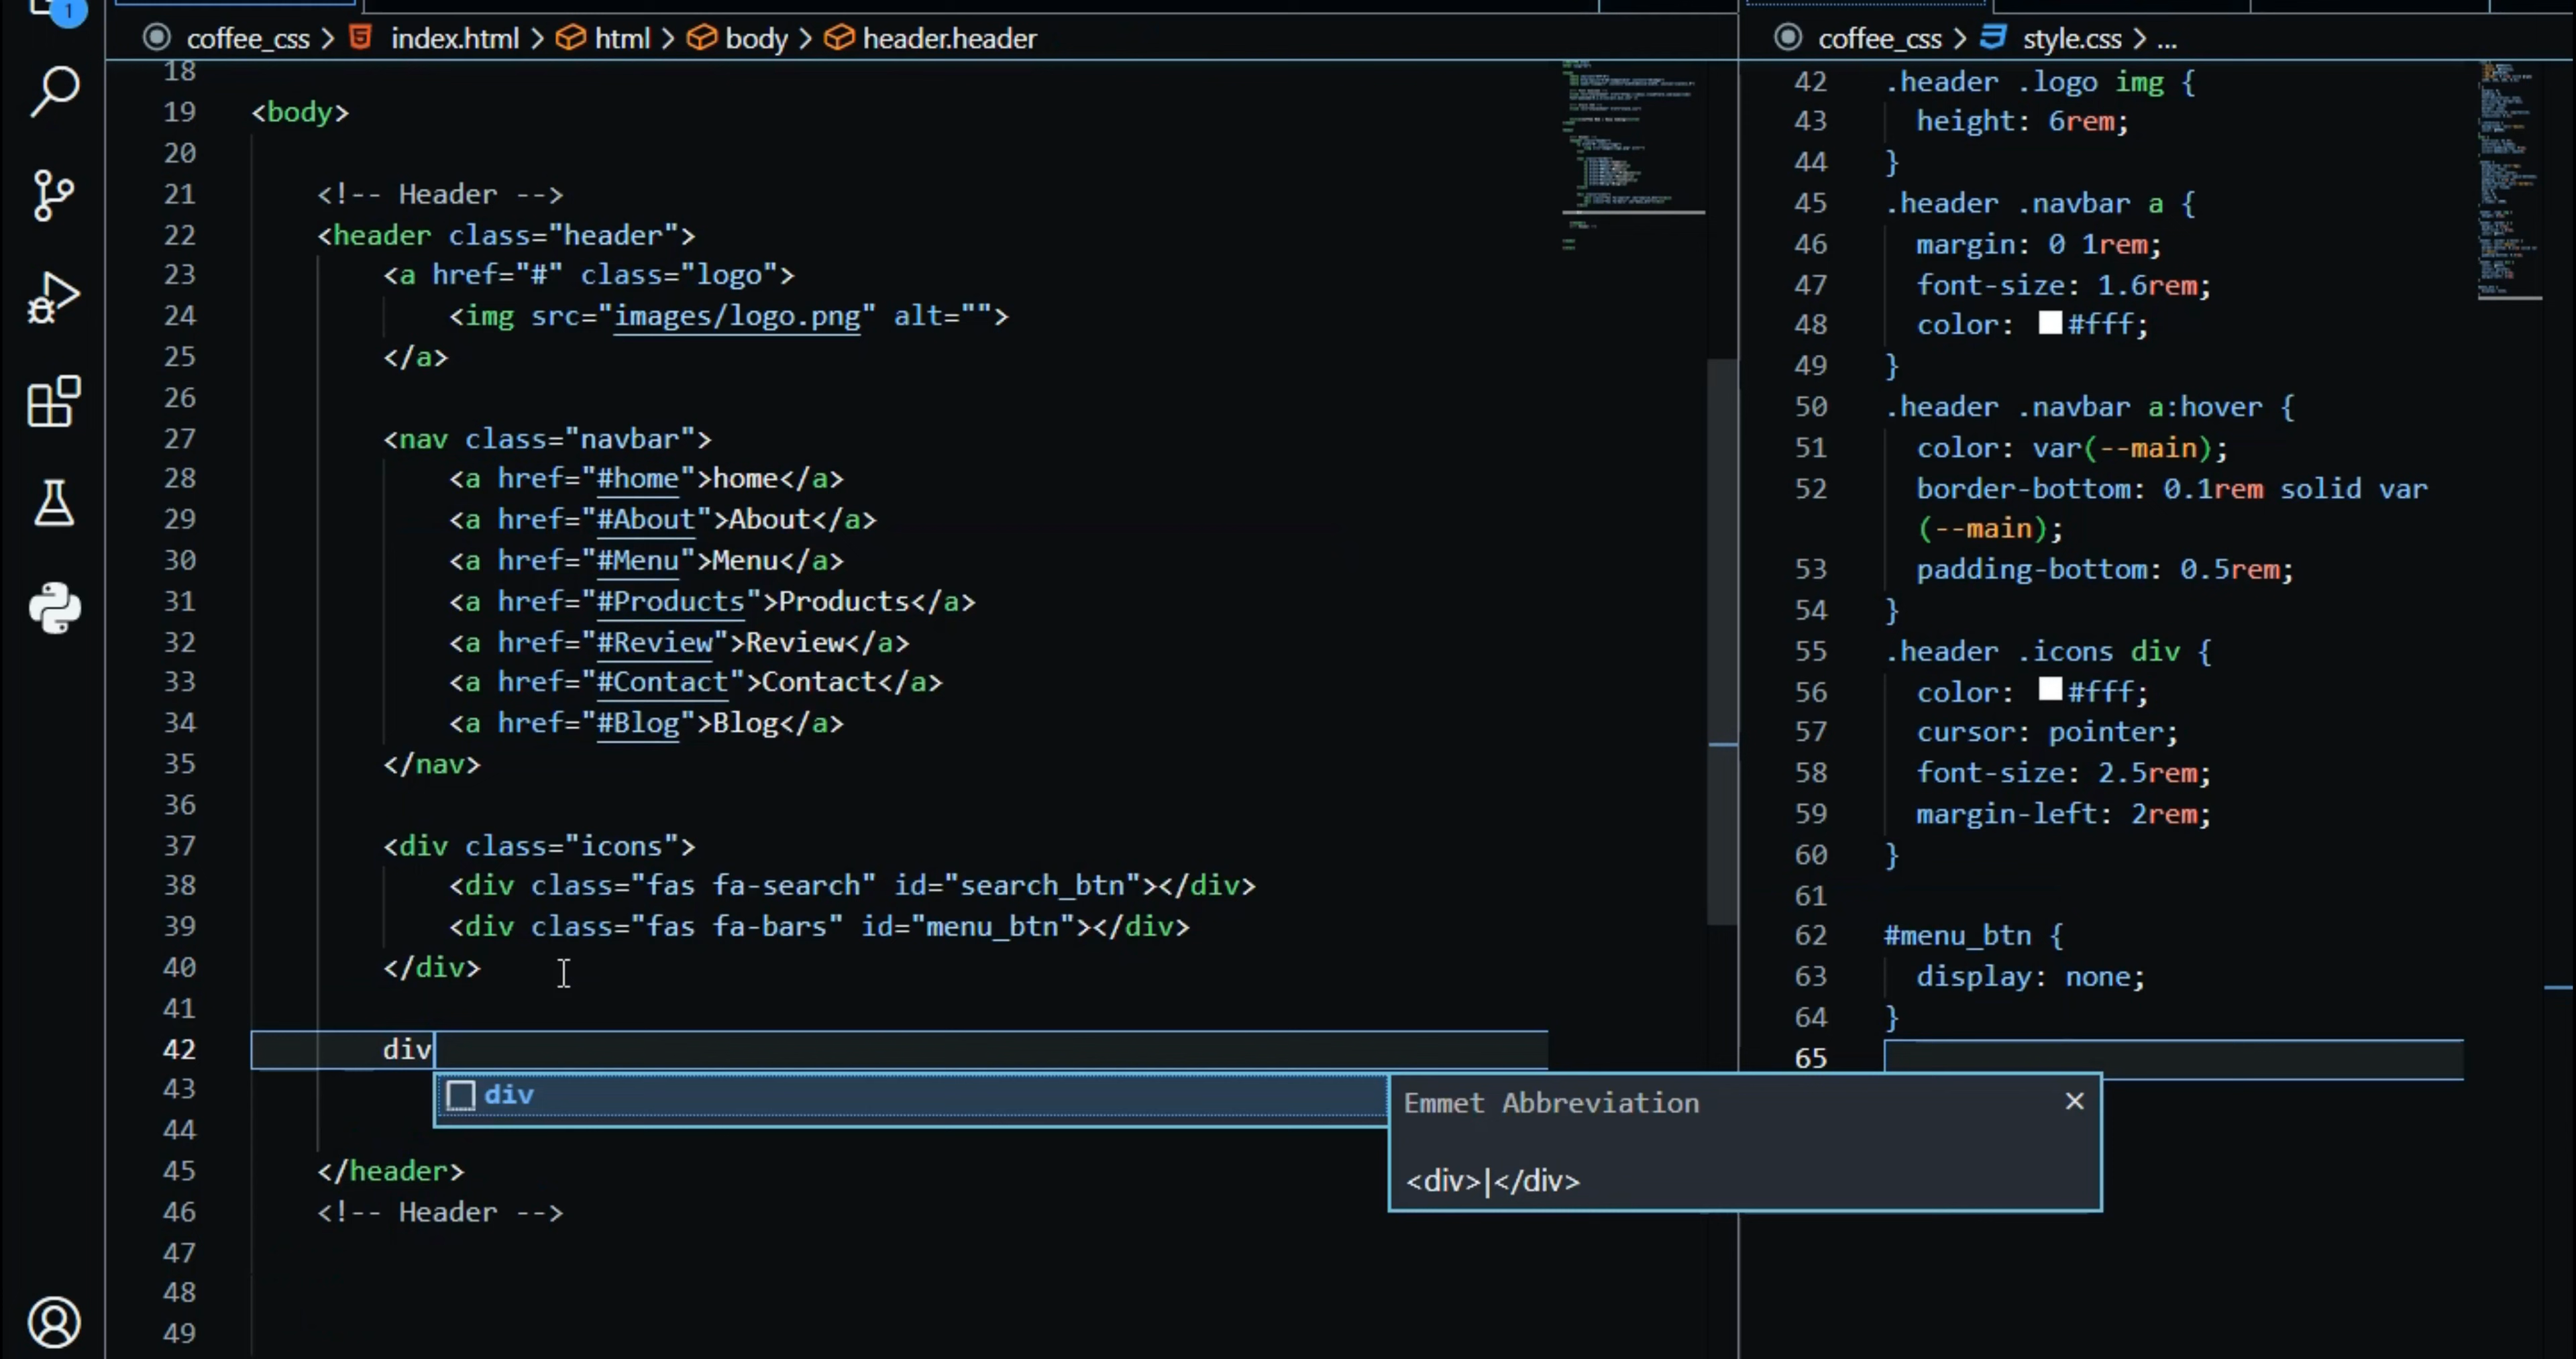 1
coffee_css > index.html > html > body > header.header
18
19 <body>
20
21 <!-- Header -->
22 <header class="header">
23 <a href="#" class="logo">
24 <img src="images/logo.png" alt="">
25 </a>
26
27 <nav class="navbar">
28 <a href="#home">home</a>
29 <a href="#About">About</a>
30 <a href="#Menu">Menu</a>
31 <a href="#Products">Products</a>
32 <a href="#Review">Review</a>
33 <a href="#Contact">Contact</a>
34 <a href="#Blog">Blog</a>
35 </nav>
36
37 <div class="icons">
38 <div class="fas fa-search" id="search_btn"></div>
39 <div class="fas fa-bars" id="menu_btn"></div>
40 </div>
41
42 div
div
43
44
45 </header>
46 <!-- Header -->
47
48
49
Emmet Abbreviation
<div>|</div>
coffee_css > style.css > ...
42 .header .logo img {
43 height: 6rem;
44 }
45 .header .navbar a {
46 margin: 0 1rem;
47 font-size: 1.6rem;
48 color: #fff;
49 }
50 .header .navbar a:hover {
51 color: var(--main);
52 border-bottom: 0.1rem solid var
(--main);
53 padding-bottom: 0.5rem;
54 }
55 .header .icons div {
56 color: #fff;
57 cursor: pointer;
58 font-size: 2.5rem;
59 margin-left: 2rem;
60 }
61
62 #menu_btn {
63 display: none;
64 }
65